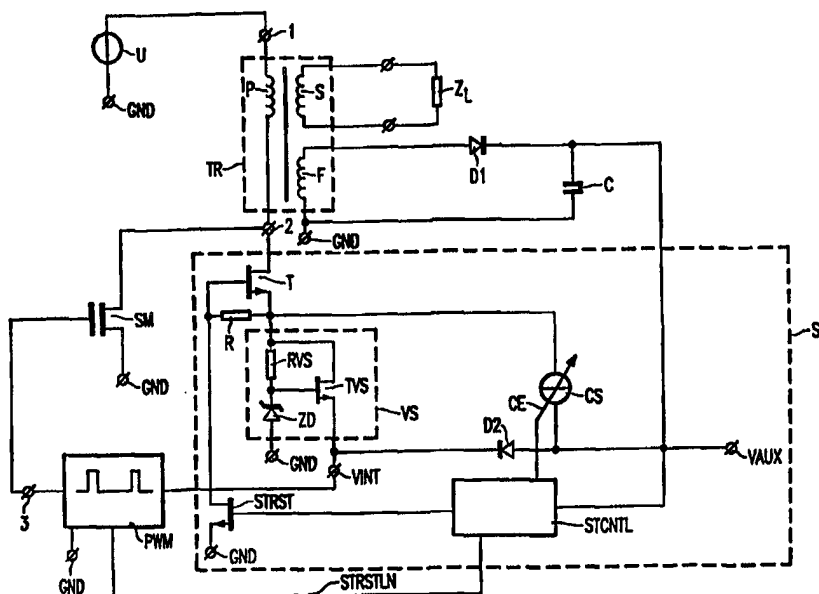 1
U
GND
P
S
ZL
TR
F
D1
C
2
GND
T
SM
R
S
GND
RVS
TVS
CE
CS
ZD
VS
D2
GND
VINT
VAUX
3
PWM
STRST
GND
STCNTL
GND
STRSTLN